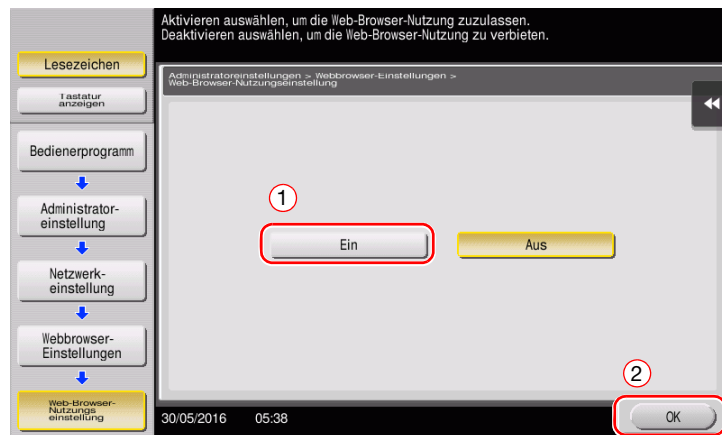 Aktivieren auswählen, um die Web-Browser-Nutzung zuzulassen.
Deaktivieren auswählen, um die Web-Browser-Nutzung zu verbieten.
Lesezeichen
Tastatur
anzeigen
Administratoreinstellungen > Webbrowser-Einstellungen >
Web-Browser-Nutzungseinstellung
Bedienerprogramm
Administrator-
einstellung
Netzwerk-
einstellung
Webbrowser-
Einstellungen
Web-Browser-
Nutzungs
einstellung
1
Ein
Aus
2
30/05/2016 05:38
OK